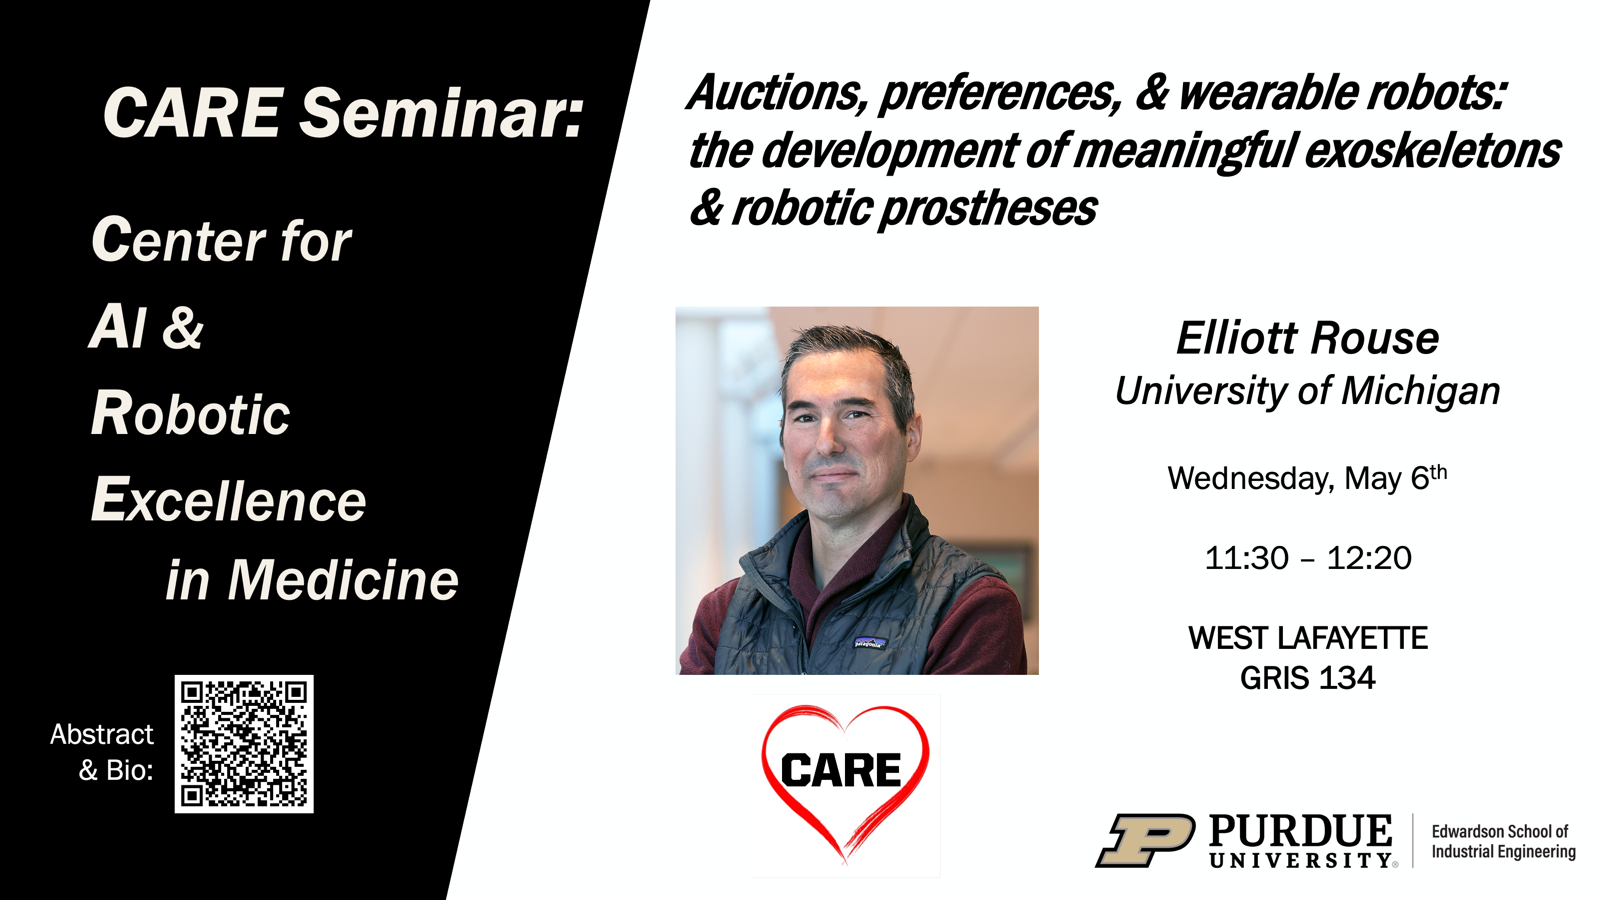 CARE Seminar:
Center for
AI &
Robotic
Excellence
in Medicine
Abstract
& Bio:
Auctions, preferences, & wearable robots:
the development of meaningful exoskeletons
& robotic prostheses
Elliott Rouse
University of Michigan
Wednesday, May 6th
11:30 – 12:20
WEST LAFAYETTE
GRIS 134
patagonia
CARE
P PURDUE
UNIVERSITY®
Edwardson School of
Industrial Engineering